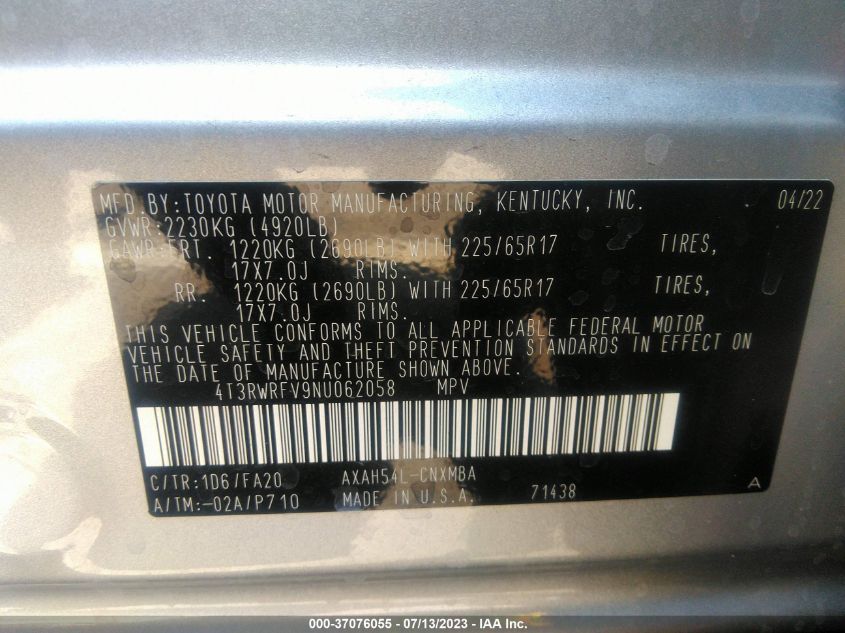 MFD.BY:TOYOTA MOTOR MANUFACTURING, KENTUCKY, INC. 04/22
GVWR:2230KG (4920LB)
GAWR:FRT. 1220KG (2690LB) WITH 225/65R17 TIRES,
17X7.0J RIMS.
RR. 1220KG (2690LB) WITH 225/65R17 TIRES,
17X7.0J RIMS.
THIS VEHICLE CONFORMS TO ALL APPLICABLE FEDERAL MOTOR
VEHICLE SAFETY AND THEFT PREVENTION STANDARDS IN EFFECT ON
THE DATE OF MANUFACTURE SHOWN ABOVE.
4T3RWRFV9NU062058 MPV
C/TR:1D6/FA20 AXAH54L-CNXMBA
A/TM:-02A/P710 MADE IN U.S.A. 71438 A
000-37076055 - 07/13/2023 - IAA Inc.